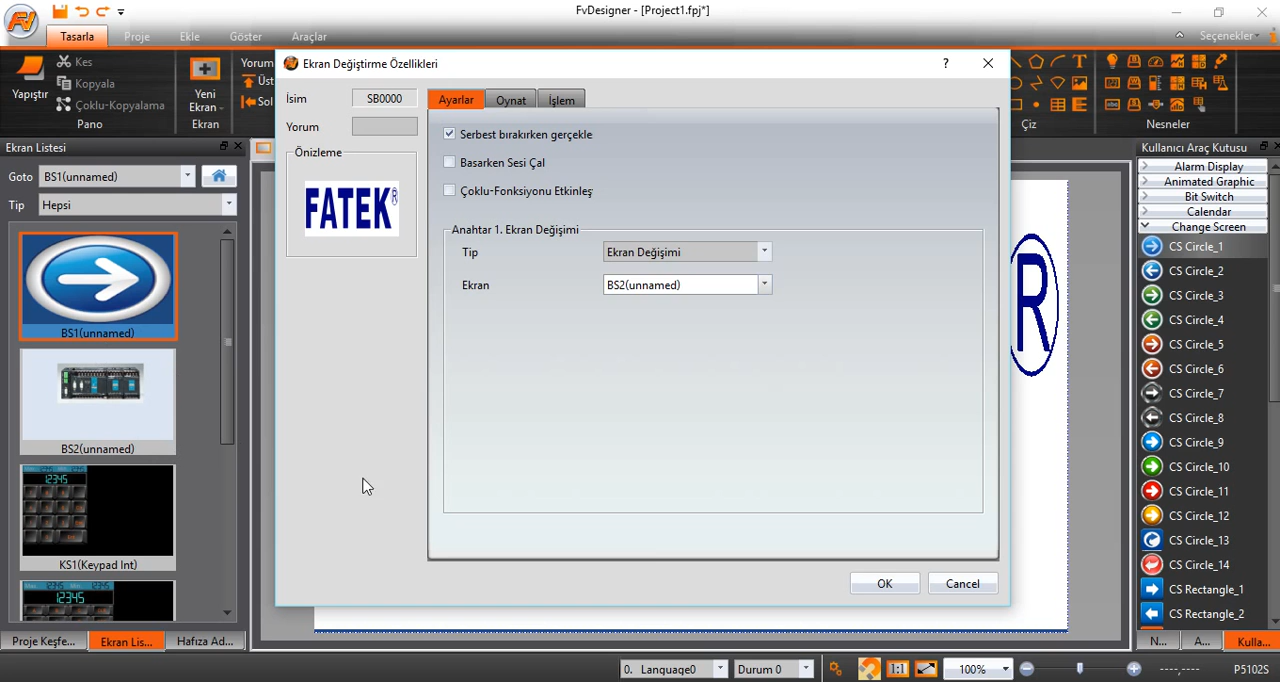 FvDesigner - [Project1.fpj*]
Tasarla
Proje
Ekle
Göster
Araçlar
Seçenekler
Yapıştır
Kes
Kopyala
Çoklu-Kopyalama
Pano
Yeni
Ekran
Ekran
Yorum
Üst
Sol
Çiz
Nesneler
Ekran Listesi
Goto
BS1(unnamed)
Tip
Hepsi
BS1(unnamed)
BS2(unnamed)
12345
KS1(Keypad Int)
12345
Proje Keşfe...
Ekran Lis...
Hafıza Ad...
Ekran Değiştirme Özellikleri
?
İsim
SB0000
Yorum
Önizleme
FATEK®
Ayarlar
Oynat
İşlem
Serbest bırakırken gerçekle
Basarken Sesi Çal
Çoklu-Fonksiyonu Etkinleş
Anahtar 1. Ekran Değişimi
Tip
Ekran Değişimi
Ekran
BS2(unnamed)
OK
Cancel
R
Kullanıcı Araç Kutusu
Alarm Display
Animated Graphic
Bit Switch
Calendar
Change Screen
CS Circle_1
CS Circle_2
CS Circle_3
CS Circle_4
CS Circle_5
CS Circle_6
CS Circle_7
CS Circle_8
CS Circle_9
CS Circle_10
CS Circle_11
CS Circle_12
CS Circle_13
CS Circle_14
CS Rectangle_1
CS Rectangle_2
N...
A...
Kulla...
0. Language0
Durum 0
1:1
100%
----,----
P5102S